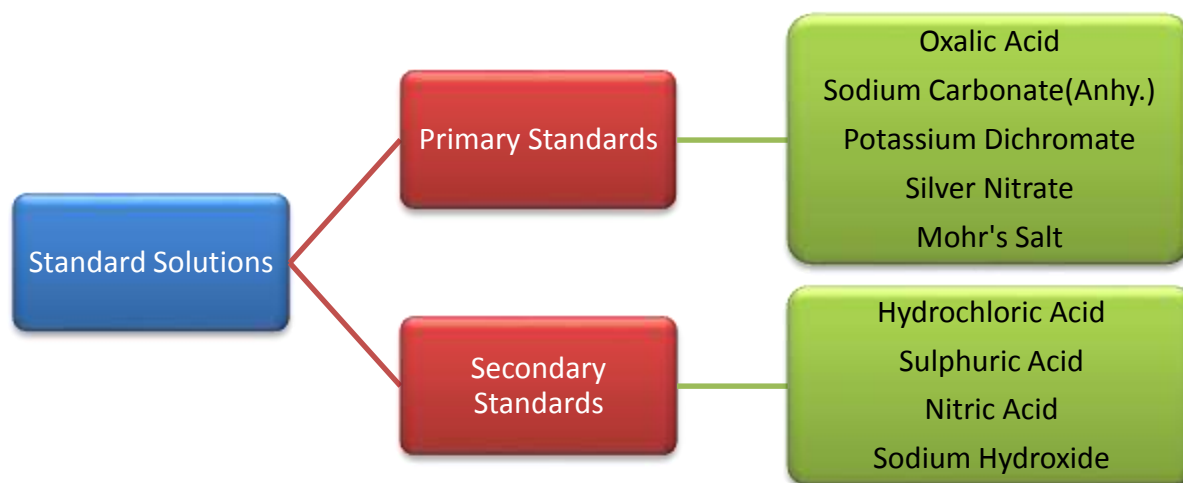 Standard Solutions
Primary Standards
Oxalic Acid
Sodium Carbonate(Anhy.)
Potassium Dichromate
Silver Nitrate
Mohr's Salt
Secondary
Standards
Hydrochloric Acid
Sulphuric Acid
Nitric Acid
Sodium Hydroxide